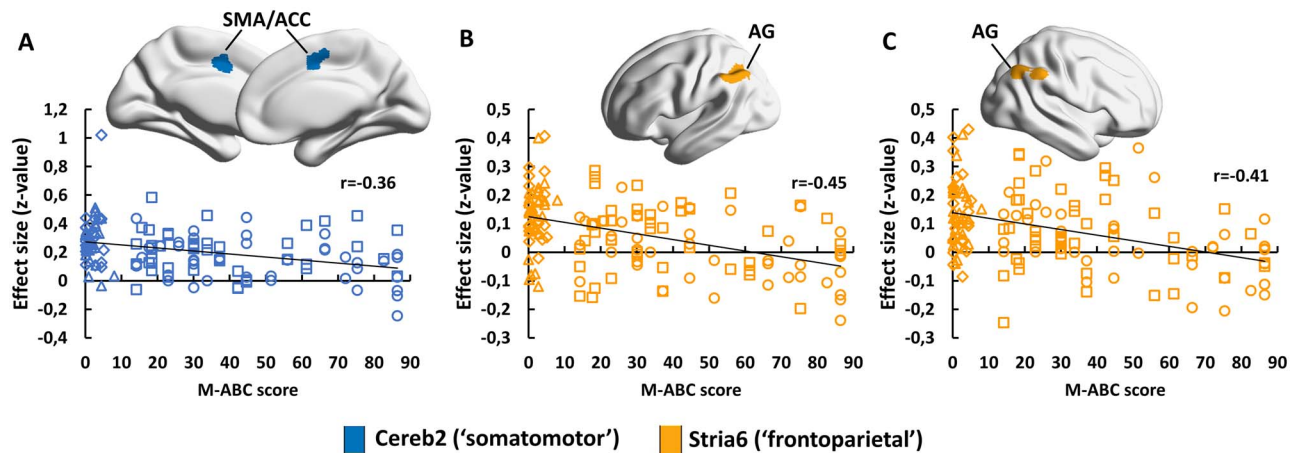 A
SMA/ACC
Effect size (z-value)
1,2
1
0,8
0,6
0,4
0,2
0
-0,2
-0,4
r=-0.36
0 10 20 30 40 50 60 70 80 90
M-ABC score
B
AG
Effect size (z-value)
0,5
0,4
0,3
0,2
0,1
0
-0,1
-0,2
-0,3
r=-0.45
0 10 20 30 40 50 60 70 80 90
M-ABC score
C
AG
Effect size (z-value)
0,5
0,4
0,3
0,2
0,1
0
-0,1
-0,2
-0,3
r=-0.41
0 10 20 30 40 50 60 70 80 90
M-ABC score
Cereb2 (‘somatomotor’)
Stria6 (‘frontoparietal’)